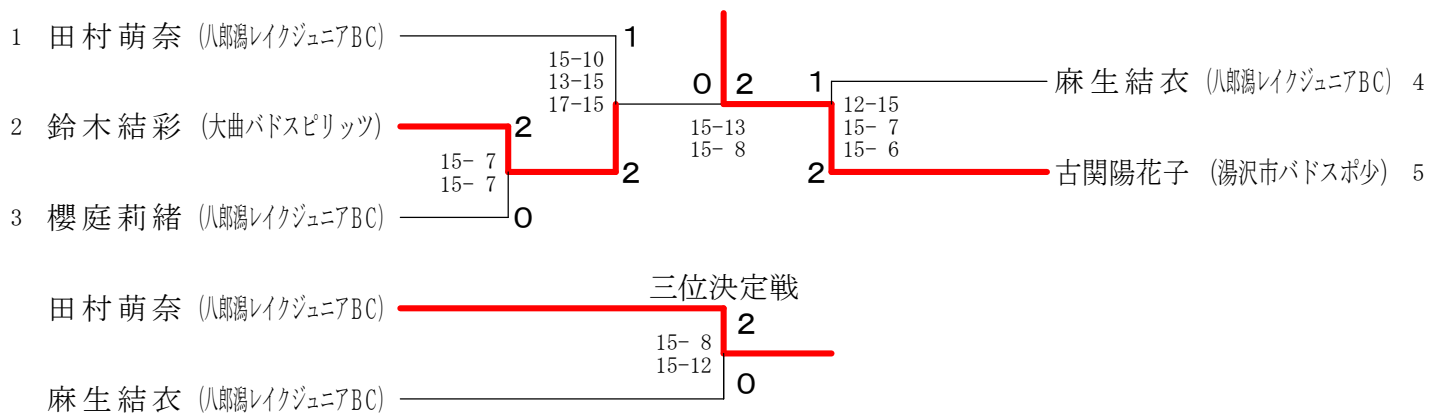 1 田村萌奈 (八郎潟レイクジュニアBC)
1
15-10
13-15
17-15
0 2
1
麻生結衣 (八郎潟レイクジュニアBC) 4
12-15
15- 7
15- 6
2 鈴木結彩 (大曲バドスピリッツ)
2
15-13
15- 8
15- 7
15- 7
2
2
古関陽花子 (湯沢市バドスポ少) 5
3 櫻庭莉緒 (八郎潟レイクジュニアBC)
0
三位決定戦
田村萌奈 (八郎潟レイクジュニアBC)
2
15- 8
15-12
0
麻生結衣 (八郎潟レイクジュニアBC)